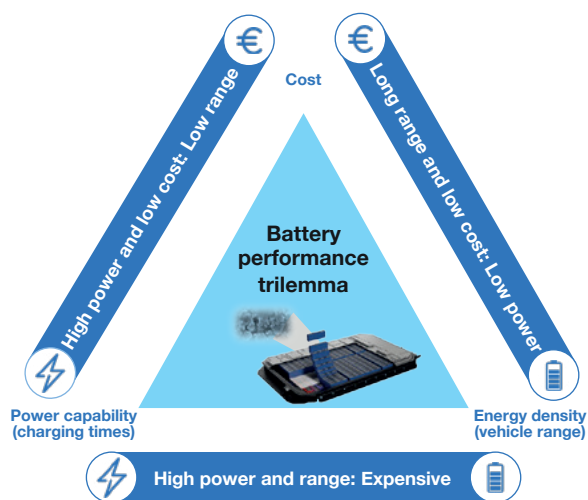 €
€
Cost
High power and low cost: Low range
Long range and low cost: Low power
Battery
performance
trilemma
Power capability
(charging times)
Energy density
(vehicle range)
High power and range: Expensive